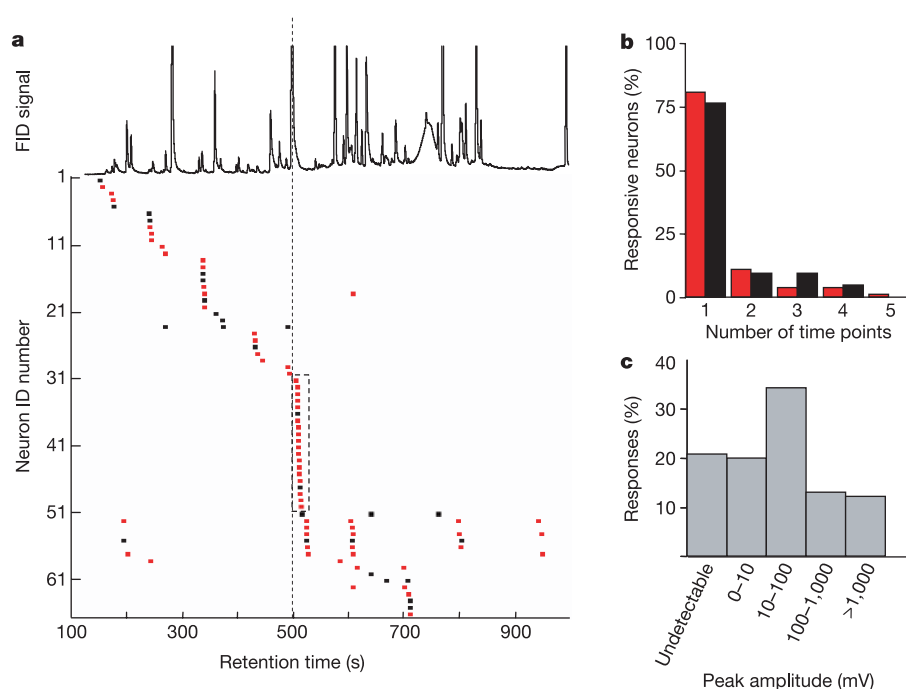 a
FID signal
1
11
21
31
41
51
61
Neuron ID number
100
300
500
700
900
Retention time (s)
b
100
75
50
25
0
Responsive neurons (%)
1
2
3
4
5
Number of time points
c
40
30
20
10
Responses (%)
Undetectable
0–10
10–100
100–1,000
>1,000
Peak amplitude (mV)